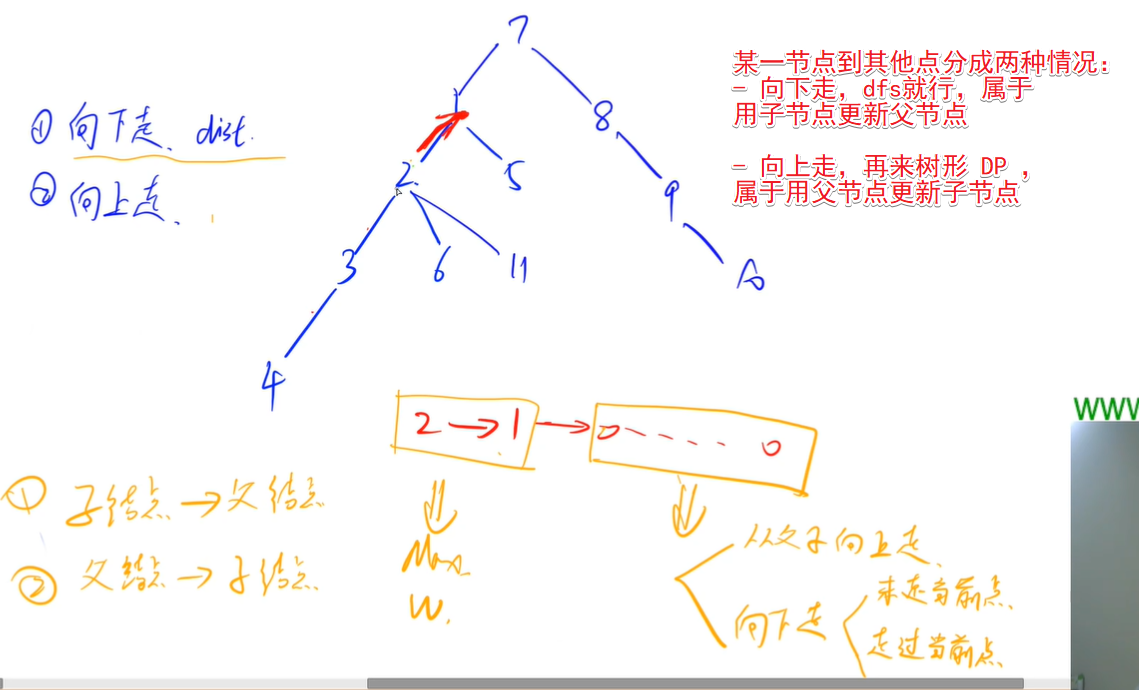 7
某一节点到其他点分成两种情况：
- 向下走，dfs就行，属于
用子节点更新父节点
- 向上走，再来树形 DP ，
属于用父节点更新子节点
① 向下走、dist.
② 向上走、
1
8
2
5
9
3
6
11
10
4
2 → 1 → o - - - - o
WWW
① 子结点 → 父结点
② 父结点 → 子结点
Max
W.
从父子向上走、
向下走
未走当前点、
走过当前点、